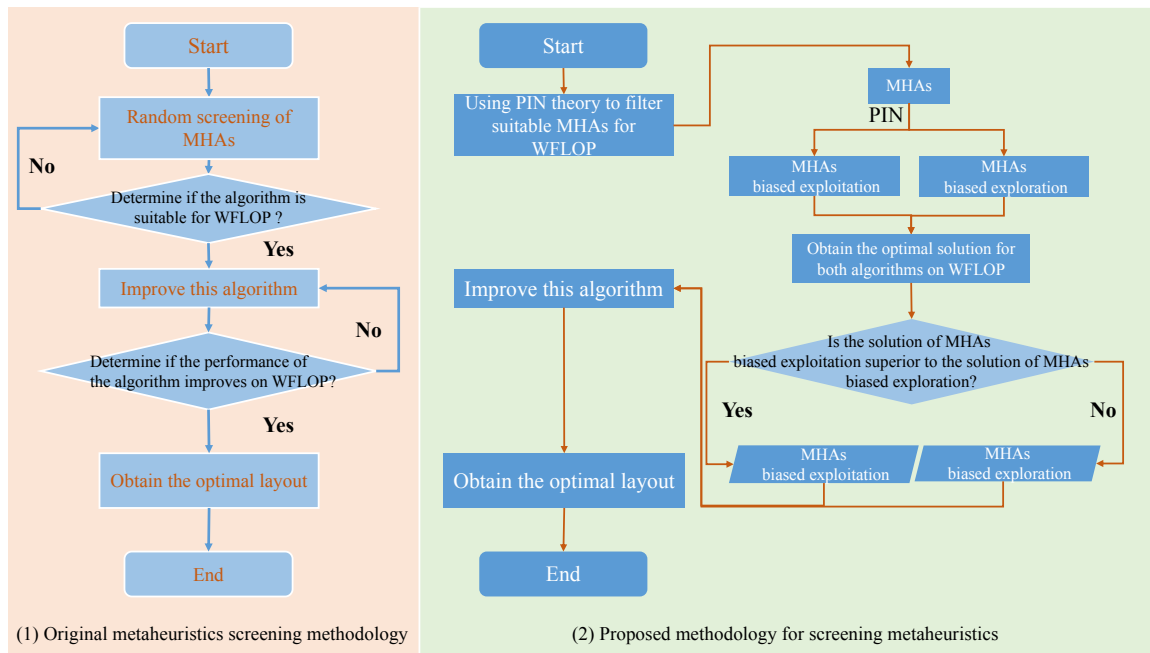 Start
Random screening of
MHAs
No
Determine if the algorithm is
suitable for WFLOP ?
Yes
Improve this algorithm
No
Determine if the performance of
the algorithm improves on WFLOP?
Yes
Obtain the optimal layout
End
(1) Original metaheuristics screening methodology
Start
Using PIN theory to filter
suitable MHAs for
WFLOP
MHAs
PIN
MHAs
biased exploitation
MHAs
biased exploration
Obtain the optimal solution for
both algorithms on WFLOP
Improve this algorithm
Is the solution of MHAs
biased exploitation superior to the solution of MHAs
biased exploration?
Yes
No
MHAs
biased exploitation
MHAs
biased exploration
Obtain the optimal layout
End
(2) Proposed methodology for screening metaheuristics